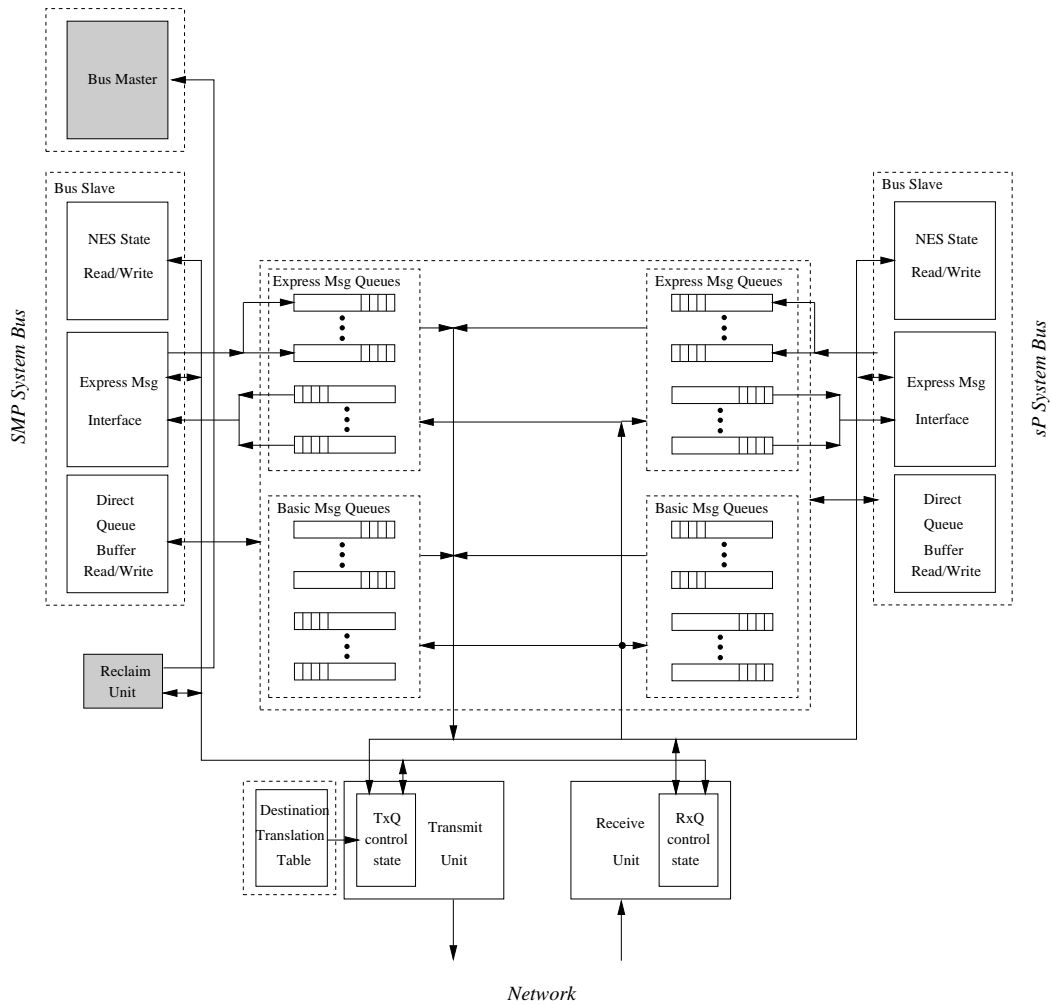 Bus Master
Bus Slave
NES State
Read/Write
Express Msg
Interface
Direct
Queue
Buffer
Read/Write
SMP System Bus
Reclaim
Unit
Express Msg Queues
Basic Msg Queues
Express Msg Queues
Basic Msg Queues
Bus Slave
NES State
Read/Write
Express Msg
Interface
Direct
Queue
Buffer
Read/Write
sP System Bus
Destination
Translation
Table
TxQ
control
state
Transmit
Unit
Receive
Unit
RxQ
control
state
Network